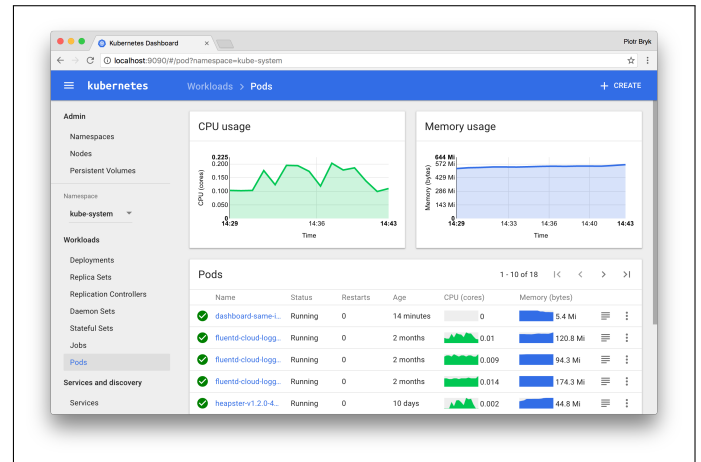 Kubernetes Dashboard
Piotr Bryk
localhost:9090/#/pod?namespace=kube-system
kubernetes
Workloads > Pods
+ CREATE
Admin
Namespaces
Nodes
Persistent Volumes
Namespace
kube-system
Workloads
Deployments
Replica Sets
Replication Controllers
Daemon Sets
Stateful Sets
Jobs
Pods
Services and discovery
Services
CPU usage
CPU (cores)
0.225
0.200
0.150
0.100
0.050
0
14:29 14:36 14:43
Time
Memory usage
Memory (bytes)
644 Mi
572 Mi
429 Mi
286 Mi
143 Mi
0
14:29 14:33 14:36 14:40 14:43
Time
Pods
1 - 10 of 18
Name Status Restarts Age CPU (cores) Memory (bytes)
dashboard-same-i... Running 0 14 minutes 0 5.4 Mi
fluentd-cloud-logg... Running 0 2 months 0.01 120.8 Mi
fluentd-cloud-logg... Running 0 2 months 0.009 94.3 Mi
fluentd-cloud-logg... Running 0 2 months 0.014 174.3 Mi
heapster-v1.2.0-4... Running 0 10 days 0.002 44.8 Mi